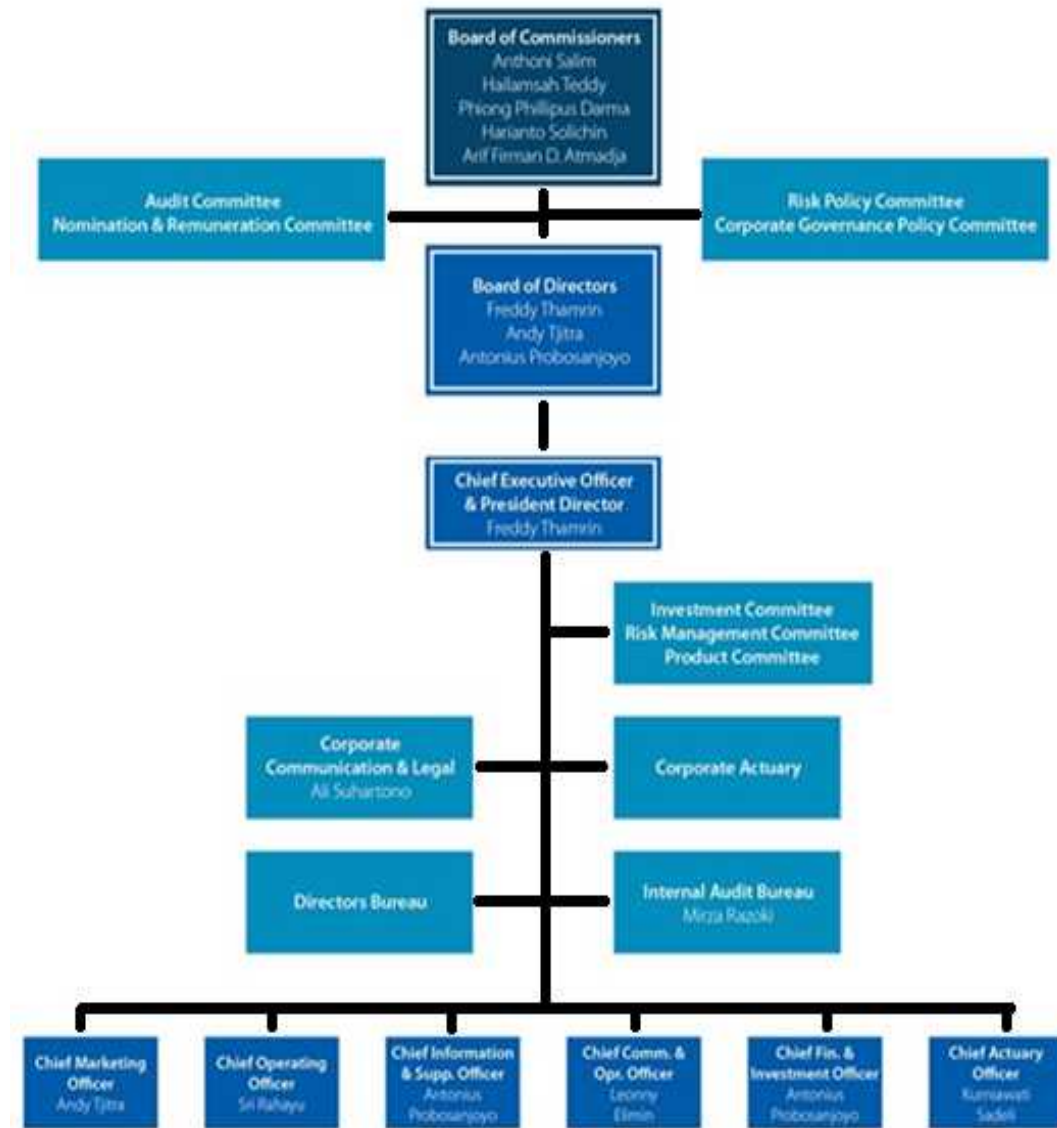 Board of Commissioners
Anthoni Salim
Hailamsah Teddy
Phiong Phillipus Darma
Harianto Solichin
Arif Firman D. Atmadja
Audit Committee
Nomination & Remuneration Committee
Risk Policy Committee
Corporate Governance Policy Committee
Board of Directors
Freddy Thamrin
Andy Tjitra
Antonius Probosanjoyo
Chief Executive Officer
& President Director
Freddy Thamrin
Investment Committee
Risk Management Committee
Product Committee
Corporate
Communication & Legal
Ali Suhartono
Corporate Actuary
Directors Bureau
Internal Audit Bureau
Mirza Razoki
Chief Marketing
Officer
Andy Tjitra
Chief Operating
Officer
Sri Rahayu
Chief Information
& Supp. Officer
Antonius
Probosanjoyo
Chief Comm. &
Opr. Officer
Leonny
Elimin
Chief Fin. &
Investment Officer
Antonius
Probosanjoyo
Chief Actuary
Officer
Kurniawati
Sadeli